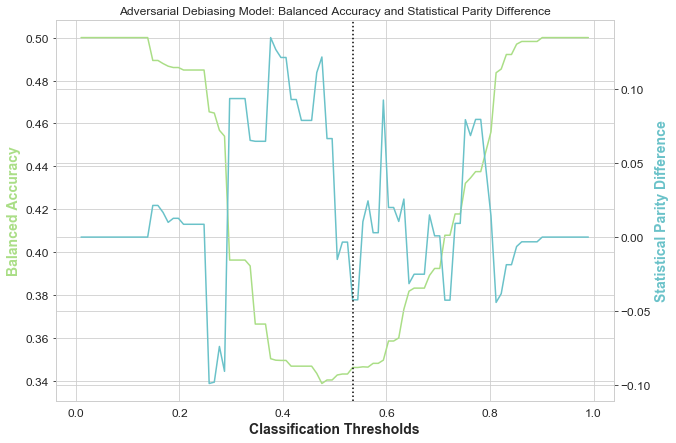 Adversarial Debiasing Model: Balanced Accuracy and Statistical Parity Difference
0.50
0.48
0.46
0.44
0.42
0.40
0.38
0.36
0.34
Balanced Accuracy
0.10
0.05
0.00
−0.05
−0.10
Statistical Parity Difference
0.0 0.2 0.4 0.6 0.8 1.0
Classification Thresholds